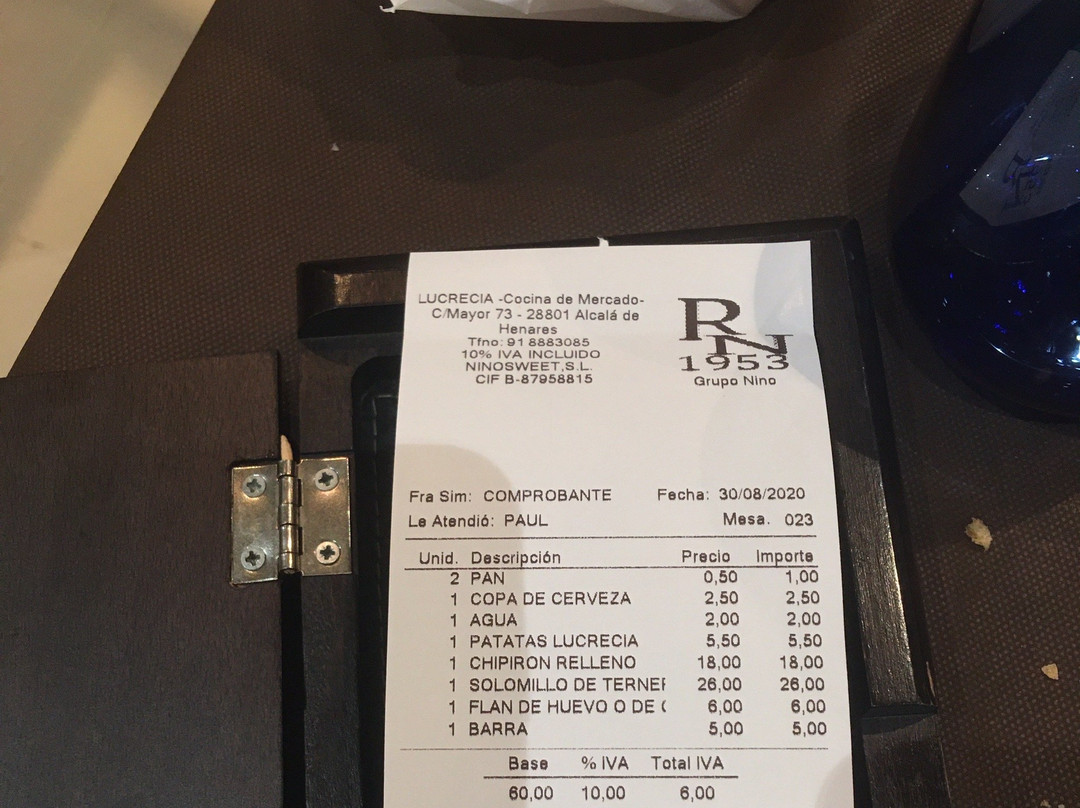 LUCRECIA -Cocina de Mercado-
C/Mayor 73 - 28801 Alcalá de
Henares
Tfno: 91 8883085
10% IVA INCLUIDO
NINOSWEET,S.L.
CIF B-87958815
RN
1953
Grupo Nino
Fra Sim: COMPROBANTE Fecha: 30/08/2020
Le Atendió: PAUL Mesa. 023
Unid. Descripción Precio Importe
2 PAN 0,50 1,00
1 COPA DE CERVEZA 2,50 2,50
1 AGUA 2,00 2,00
1 PATATAS LUCRECIA 5,50 5,50
1 CHIPIRON RELLENO 18,00 18,00
1 SOLOMILLO DE TERNEF 26,00 26,00
1 FLAN DE HUEVO O DE ( 6,00 6,00
1 BARRA 5,00 5,00
Base % IVA Total IVA
60,00 10,00 6,00